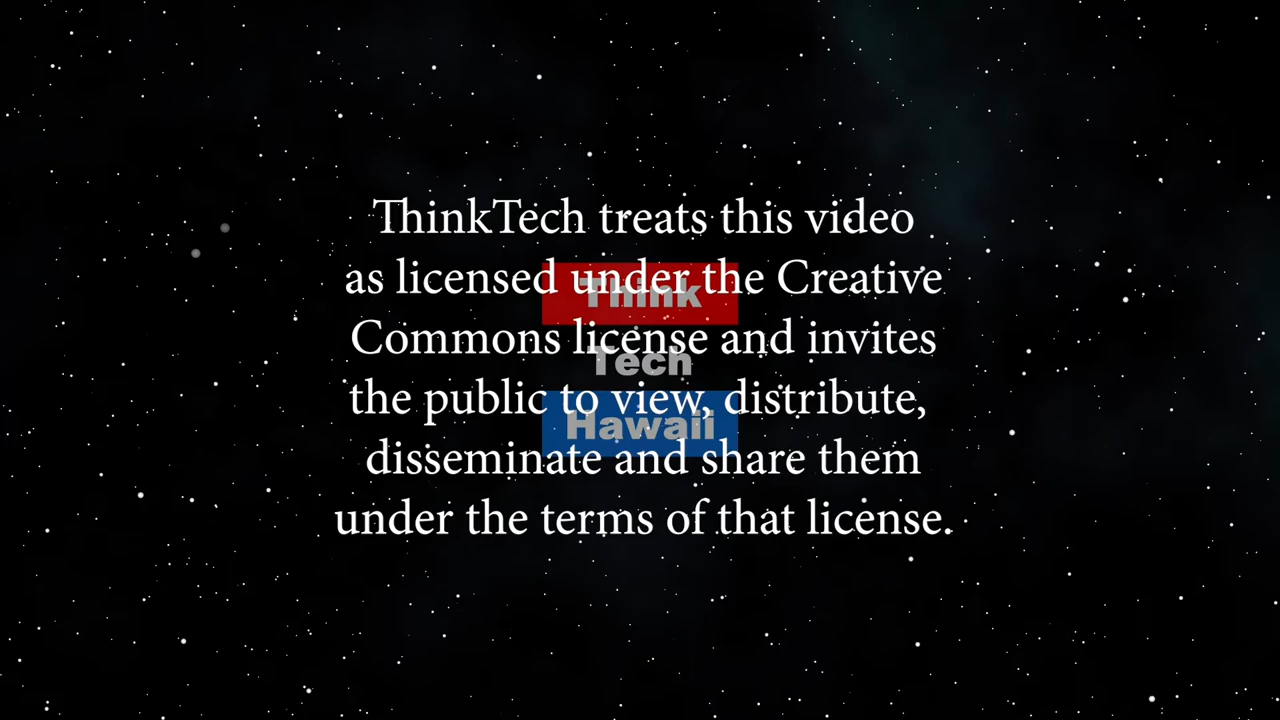 ThinkTech treats this video
as licensed under the Creative
Think
Commons license and invites
Tech
the public to view, distribute,
Hawaii
disseminate and share them
under the terms of that license.